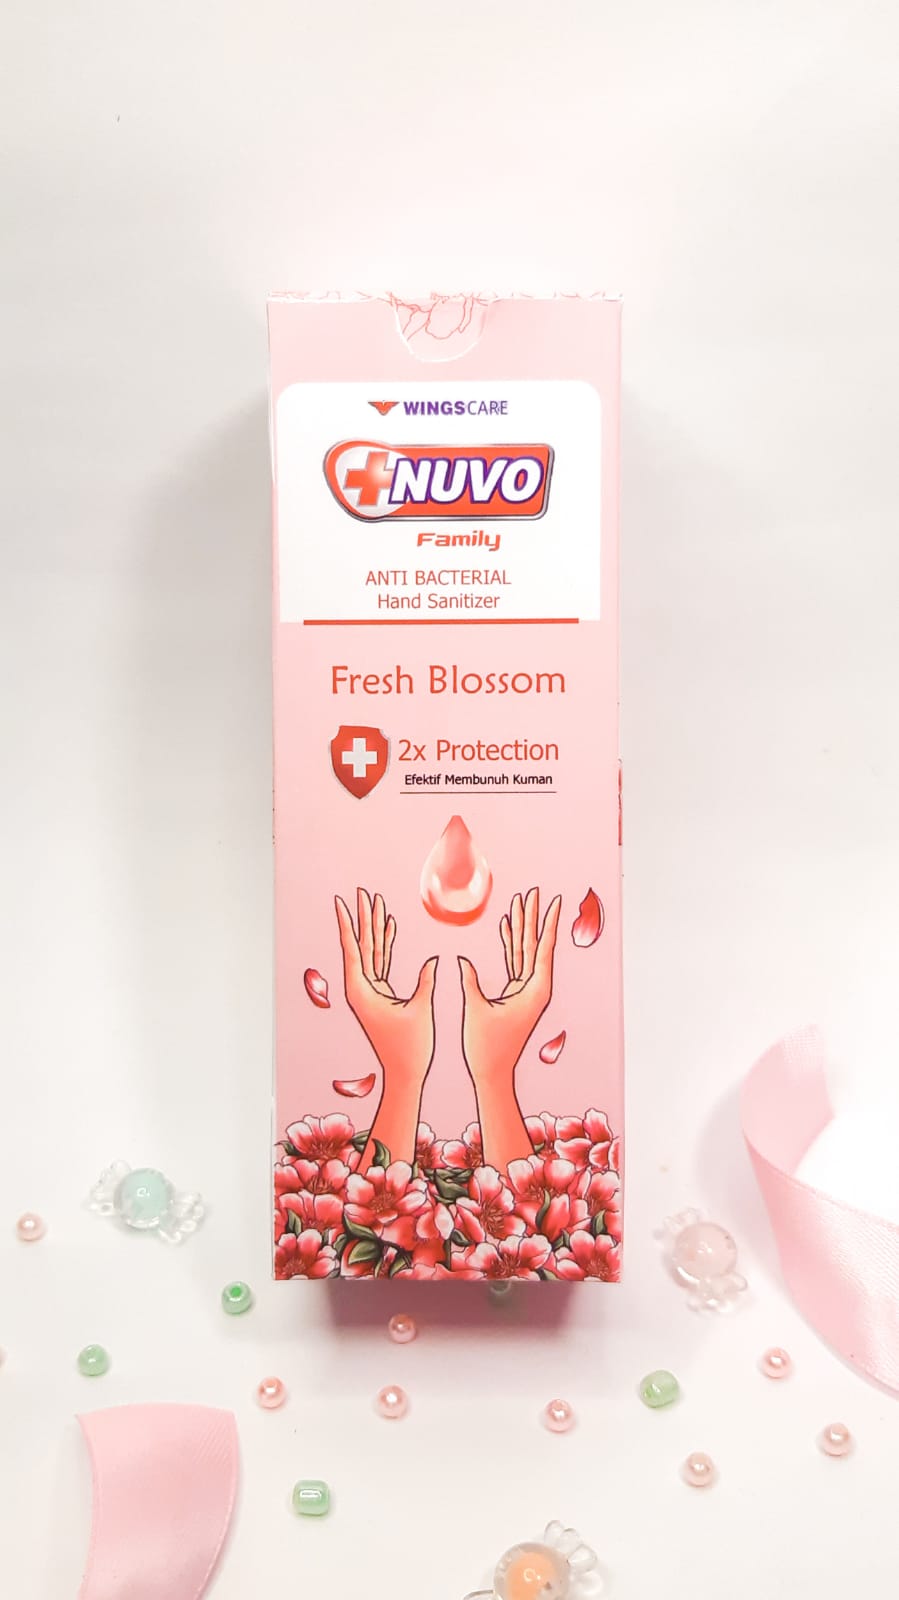 WINGSCARE
NUVO
Family
ANTI BACTERIAL
Hand Sanitizer
Fresh Blossom
2x Protection
Efektif Membunuh Kuman